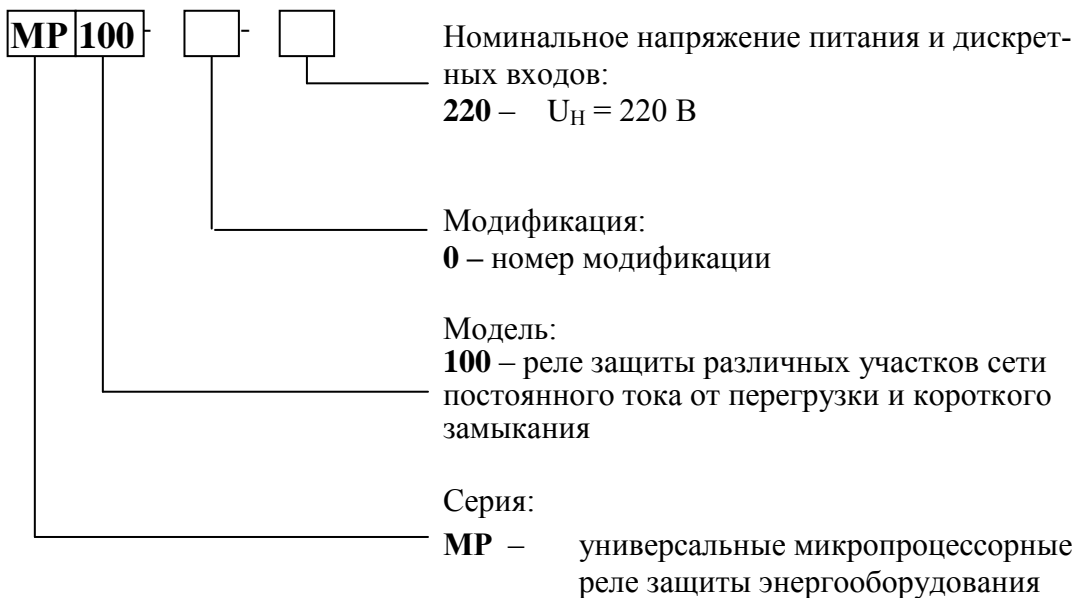 МР 100 - -
Номинальное напряжение питания и дискрет-
ных входов:
220 – UН = 220 В
Модификация:
0 – номер модификации
Модель:
100 – реле защиты различных участков сети
постоянного тока от перегрузки и короткого
замыкания
Серия:
МР – универсальные микропроцессорные
реле защиты энергооборудования